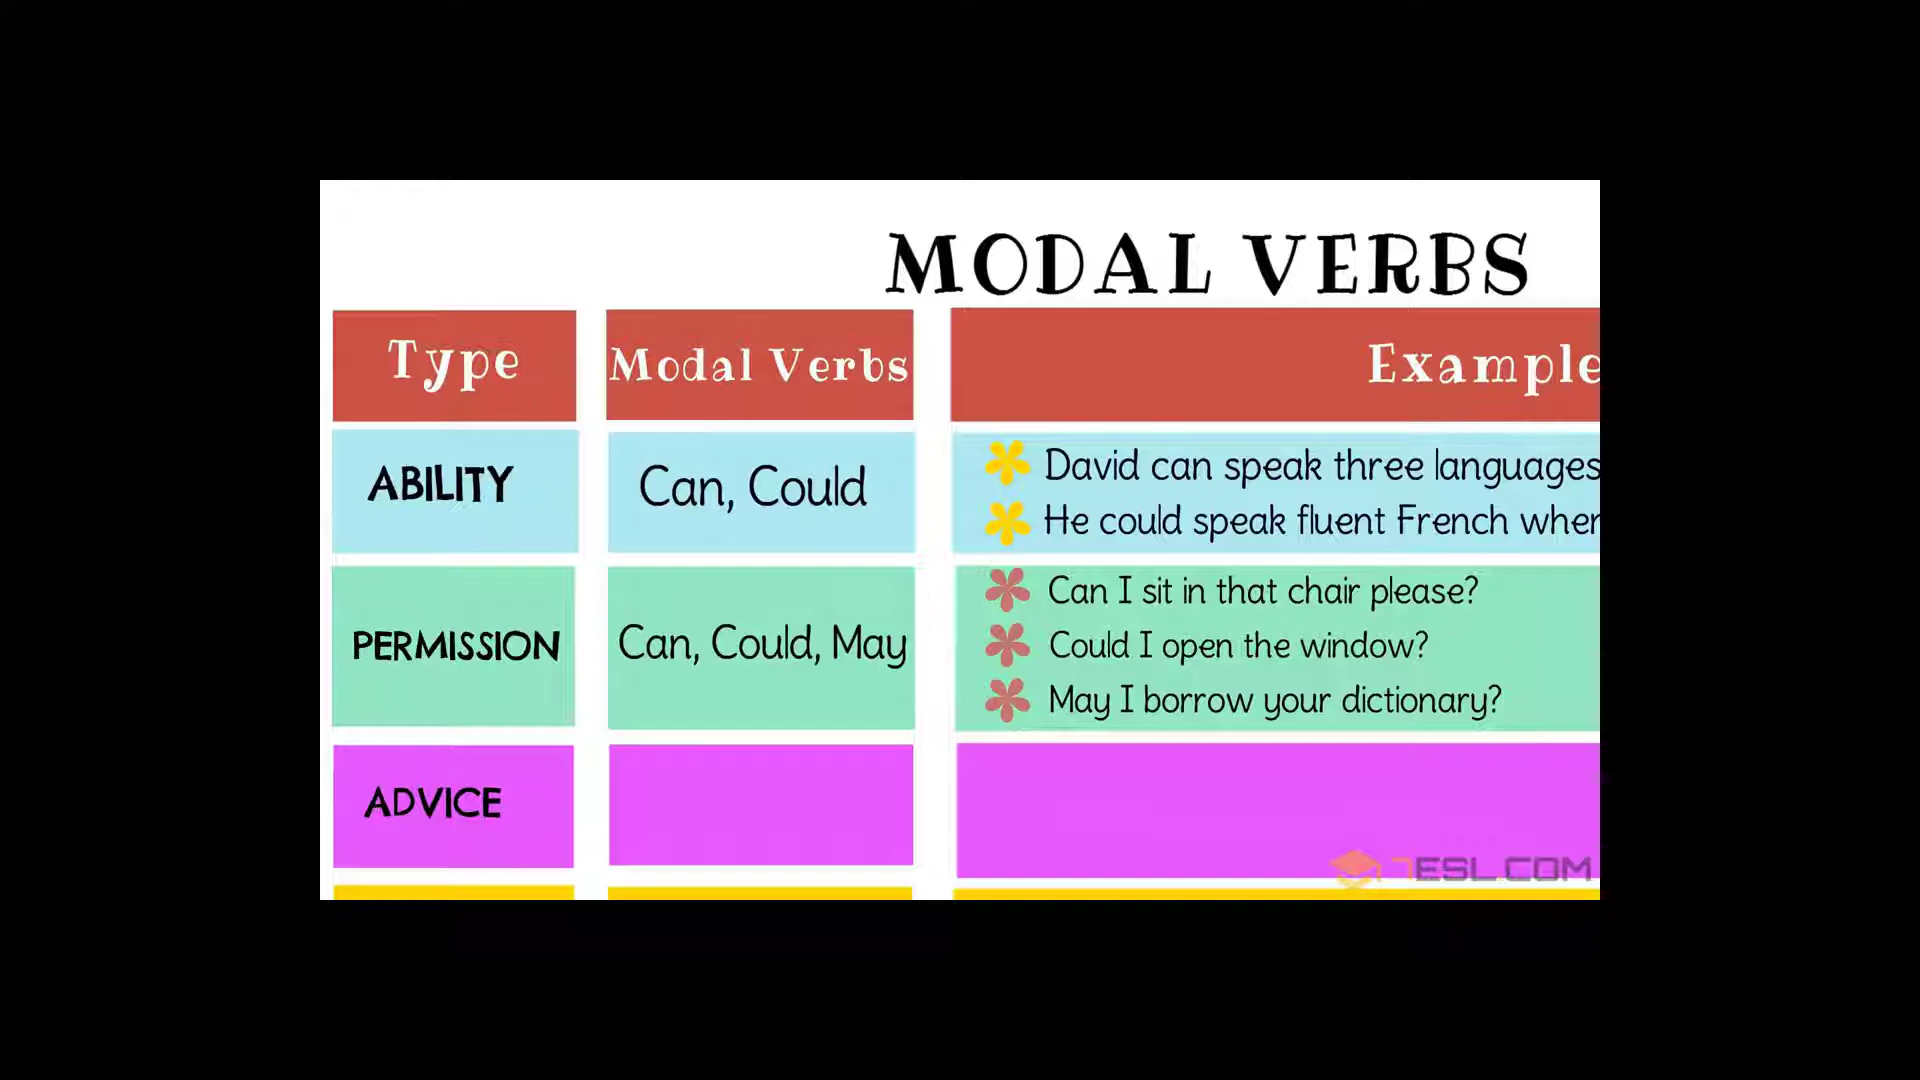 MODAL VERBS
Type Modal Verbs Example
ABILITY Can, Could
David can speak three languages
He could speak fluent French when
PERMISSION Can, Could, May
Can I sit in that chair please?
Could I open the window?
May I borrow your dictionary?
ADVICE
7ESL.COM